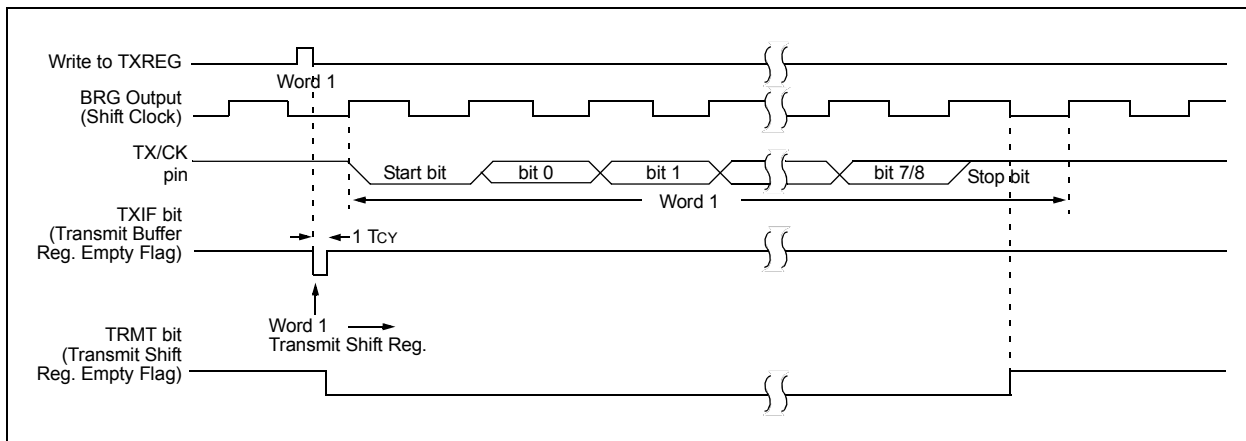 Write to TXREG
Word 1
BRG Output
(Shift Clock)
TX/CK
pin
Start bit
bit 0
bit 1
bit 7/8
Stop bit
Word 1
TXIF bit
(Transmit Buffer
Reg. Empty Flag)
1 TCY
Word 1
Transmit Shift Reg.
TRMT bit
(Transmit Shift
Reg. Empty Flag)